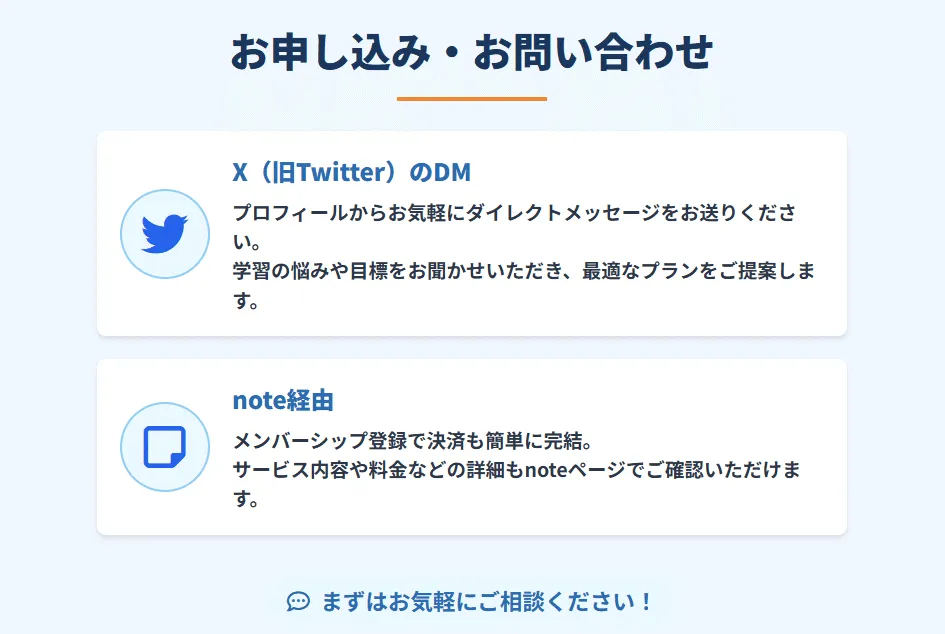 お申し込み・お問い合わせ
X（旧Twitter）のDM
プロフィールからお気軽にダイレクトメッセージをお送りくださ
い。
学習の悩みや目標をお聞かせいただき、最適なプランをご提案しま
す。
note経由
メンバーシップ登録で決済も簡単に完結。
サービス内容や料金などの詳細もnoteページでご確認いただけま
す。
まずはお気軽にご相談ください！